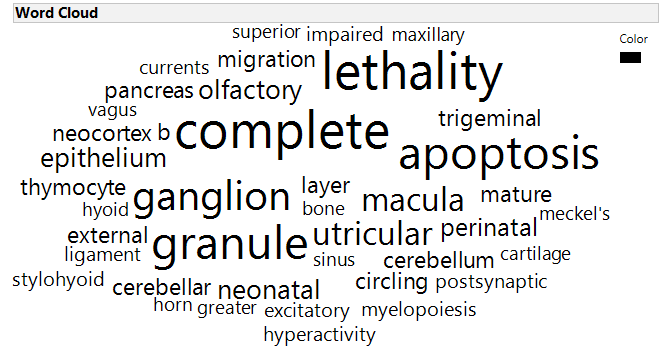 Word Cloud
Color
superior impaired maxillary
currents migration lethality
pancreas olfactory
vagus
neocortex b complete trigeminal
epithelium apoptosis
thymocyte ganglion layer macula mature
hyoid bone meckel's
external granule utricular perinatal
ligament sinus cerebellum cartilage
stylohyoid cerebellar neonatal circling postsynaptic
horn greater excitatory myelopoiesis
hyperactivity